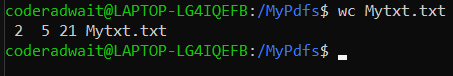 coderadwait@LAPTOP-LG4IQEFB:/MyPdfs$ wc Mytxt.txt
 2  5 21 Mytxt.txt
coderadwait@LAPTOP-LG4IQEFB:/MyPdfs$